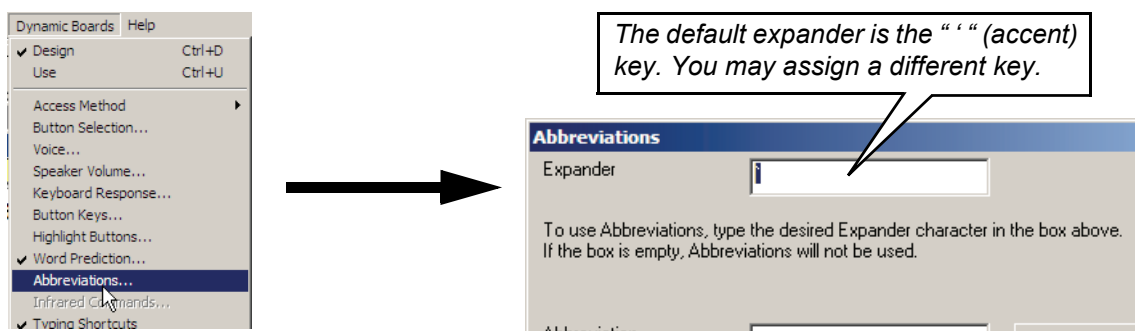 Dynamic Boards Help
✔ Design Ctrl+D
Use Ctrl+U
Access Method
Button Selection...
Voice...
Speaker Volume...
Keyboard Response...
Button Keys...
Highlight Buttons...
✔ Word Prediction...
Abbreviations...
Infrared Commands...
✔ Typing Shortcuts
The default expander is the “ ‘ “ (accent)
key. You may assign a different key.
Abbreviations
Expander `
To use Abbreviations, type the desired Expander character in the box above.
If the box is empty, Abbreviations will not be used.
Abbreviation